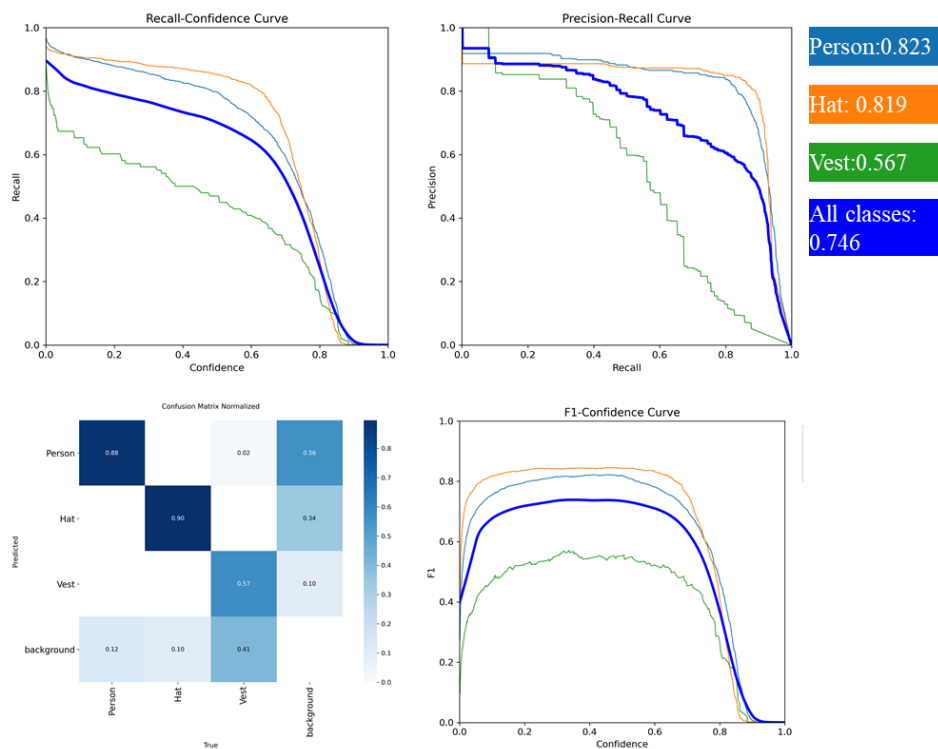 Recall-Confidence Curve
1.0
0.8
0.6
0.4
0.2
0.0
Recall
0.0 0.2 0.4 0.6 0.8 1.0
Confidence
Precision-Recall Curve
1.0
0.8
0.6
0.4
0.2
0.0
Precision
0.0 0.2 0.4 0.6 0.8 1.0
Recall
Person:0.823
Hat: 0.819
Vest:0.567
All classes:
0.746
Confusion Matrix Normalized
Person
Hat
Vest
background
Predicted
0.88 0.02 0.56
0.90 0.34
0.57 0.10
0.12 0.10 0.41
Person Hat Vest background
True
0.8
0.7
0.6
0.5
0.4
0.3
0.2
0.1
0.0
F1-Confidence Curve
1.0
0.8
0.6
0.4
0.2
0.0
F1
0.0 0.2 0.4 0.6 0.8 1.0
Confidence